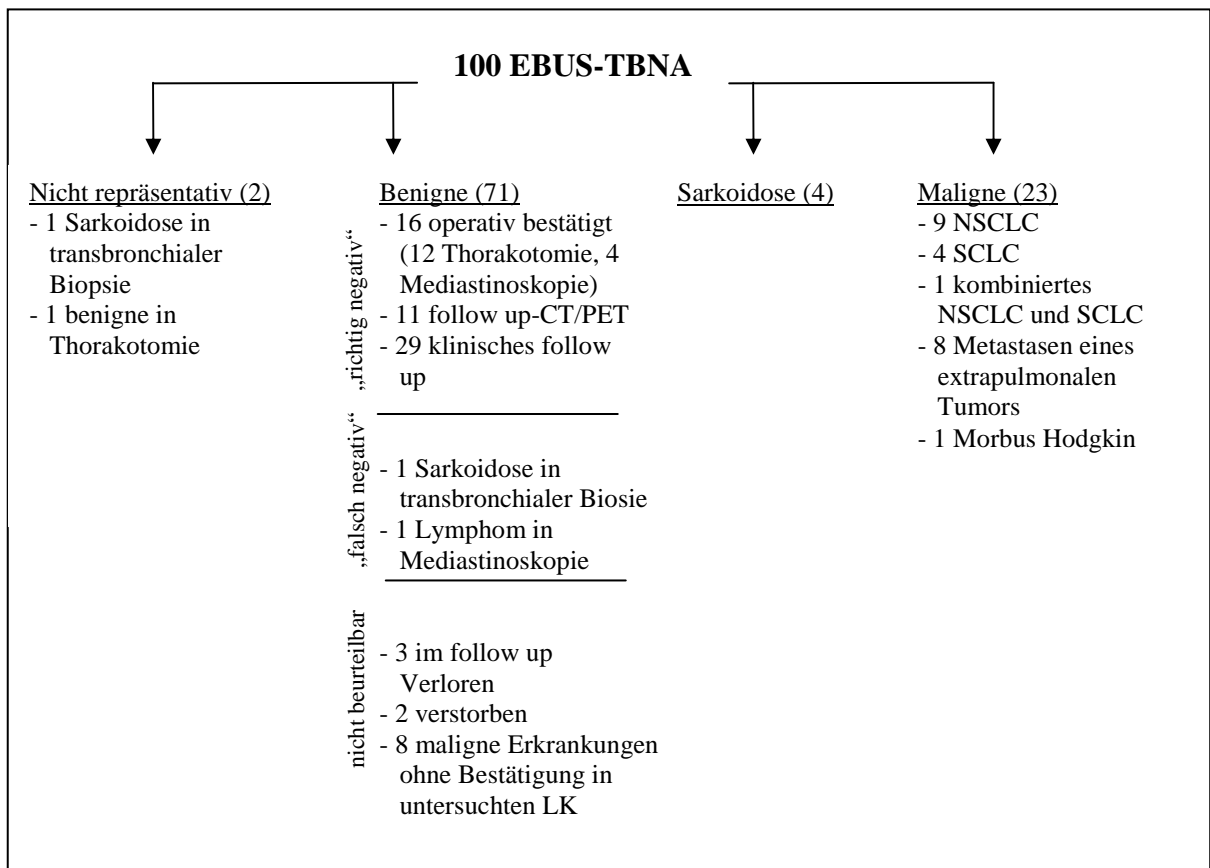 100 EBUS-TBNA
Nicht repräsentativ (2)
- 1 Sarkoidose in
transbronchialer
Biopsie
- 1 benigne in
Thorakotomie
Benigne (71)
„richtig negativ“
- 16 operativ bestätigt
(12 Thorakotomie, 4
Mediastinoskopie)
- 11 follow up-CT/PET
- 29 klinisches follow
up
„falsch negativ“
- 1 Sarkoidose in
transbronchialer Biosie
- 1 Lymphom in
Mediastinoskopie
nicht beurteilbar
- 3 im follow up
Verloren
- 2 verstorben
- 8 maligne Erkrankungen
ohne Bestätigung in
untersuchten LK
Sarkoidose (4)
Maligne (23)
- 9 NSCLC
- 4 SCLC
- 1 kombiniertes
NSCLC und SCLC
- 8 Metastasen eines
extrapulmonalen
Tumors
- 1 Morbus Hodgkin